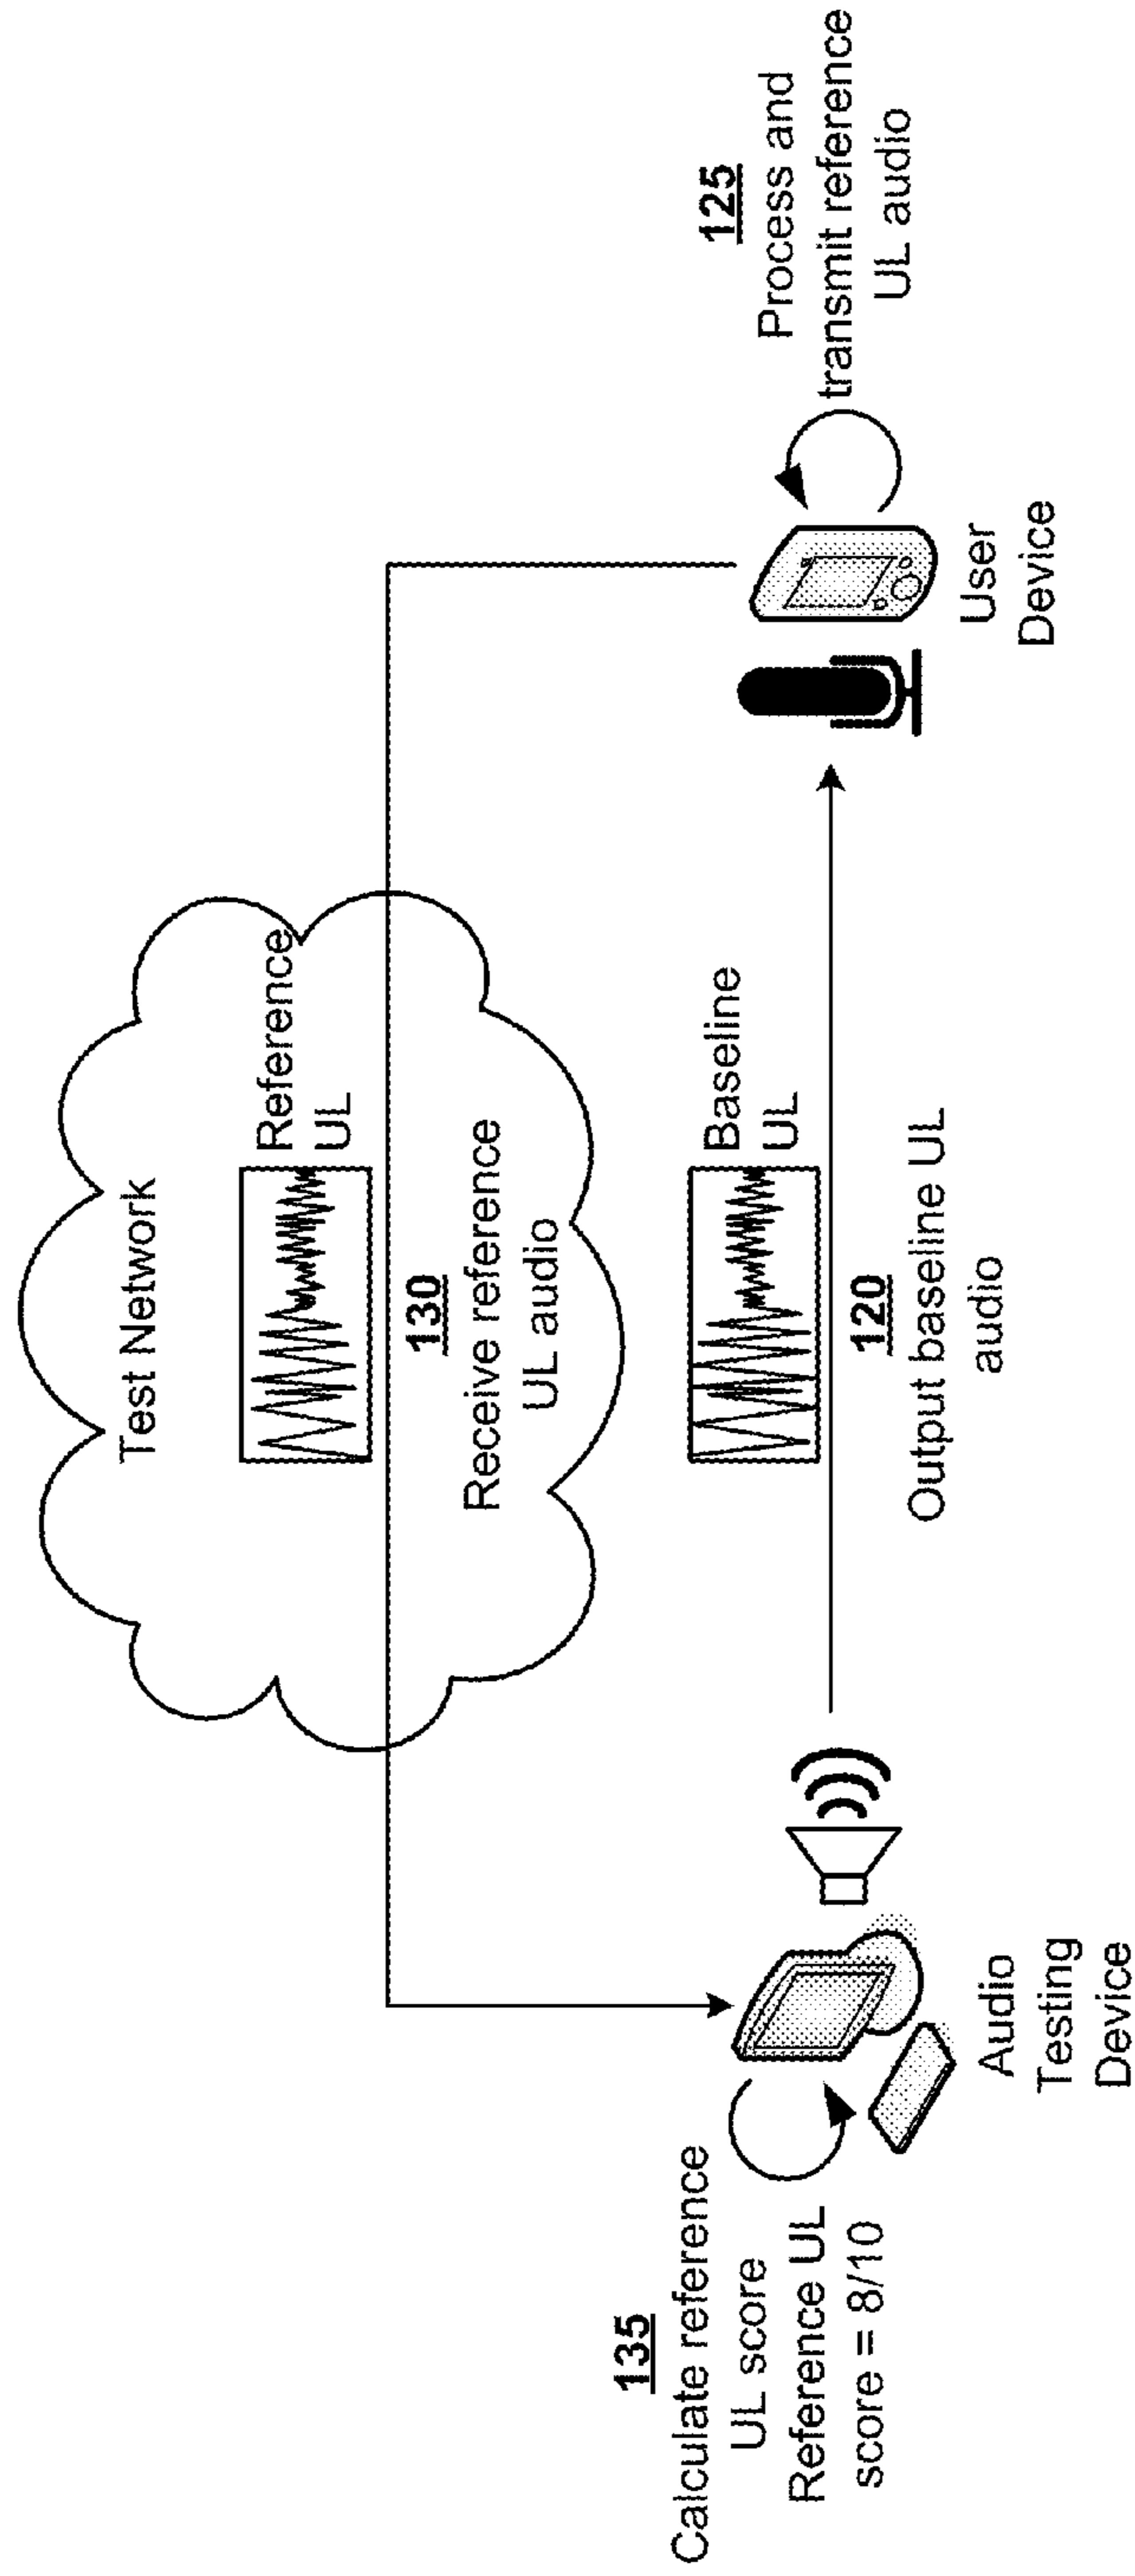 Test Network
Reference
UL
130
Receive reference
UL audio
Baseline
UL
120
Output baseline UL
audio
135
Calculate reference
UL score
Reference UL
score = 8/10
Audio
Testing
Device
User
Device
125
Process and
transmit reference
UL audio